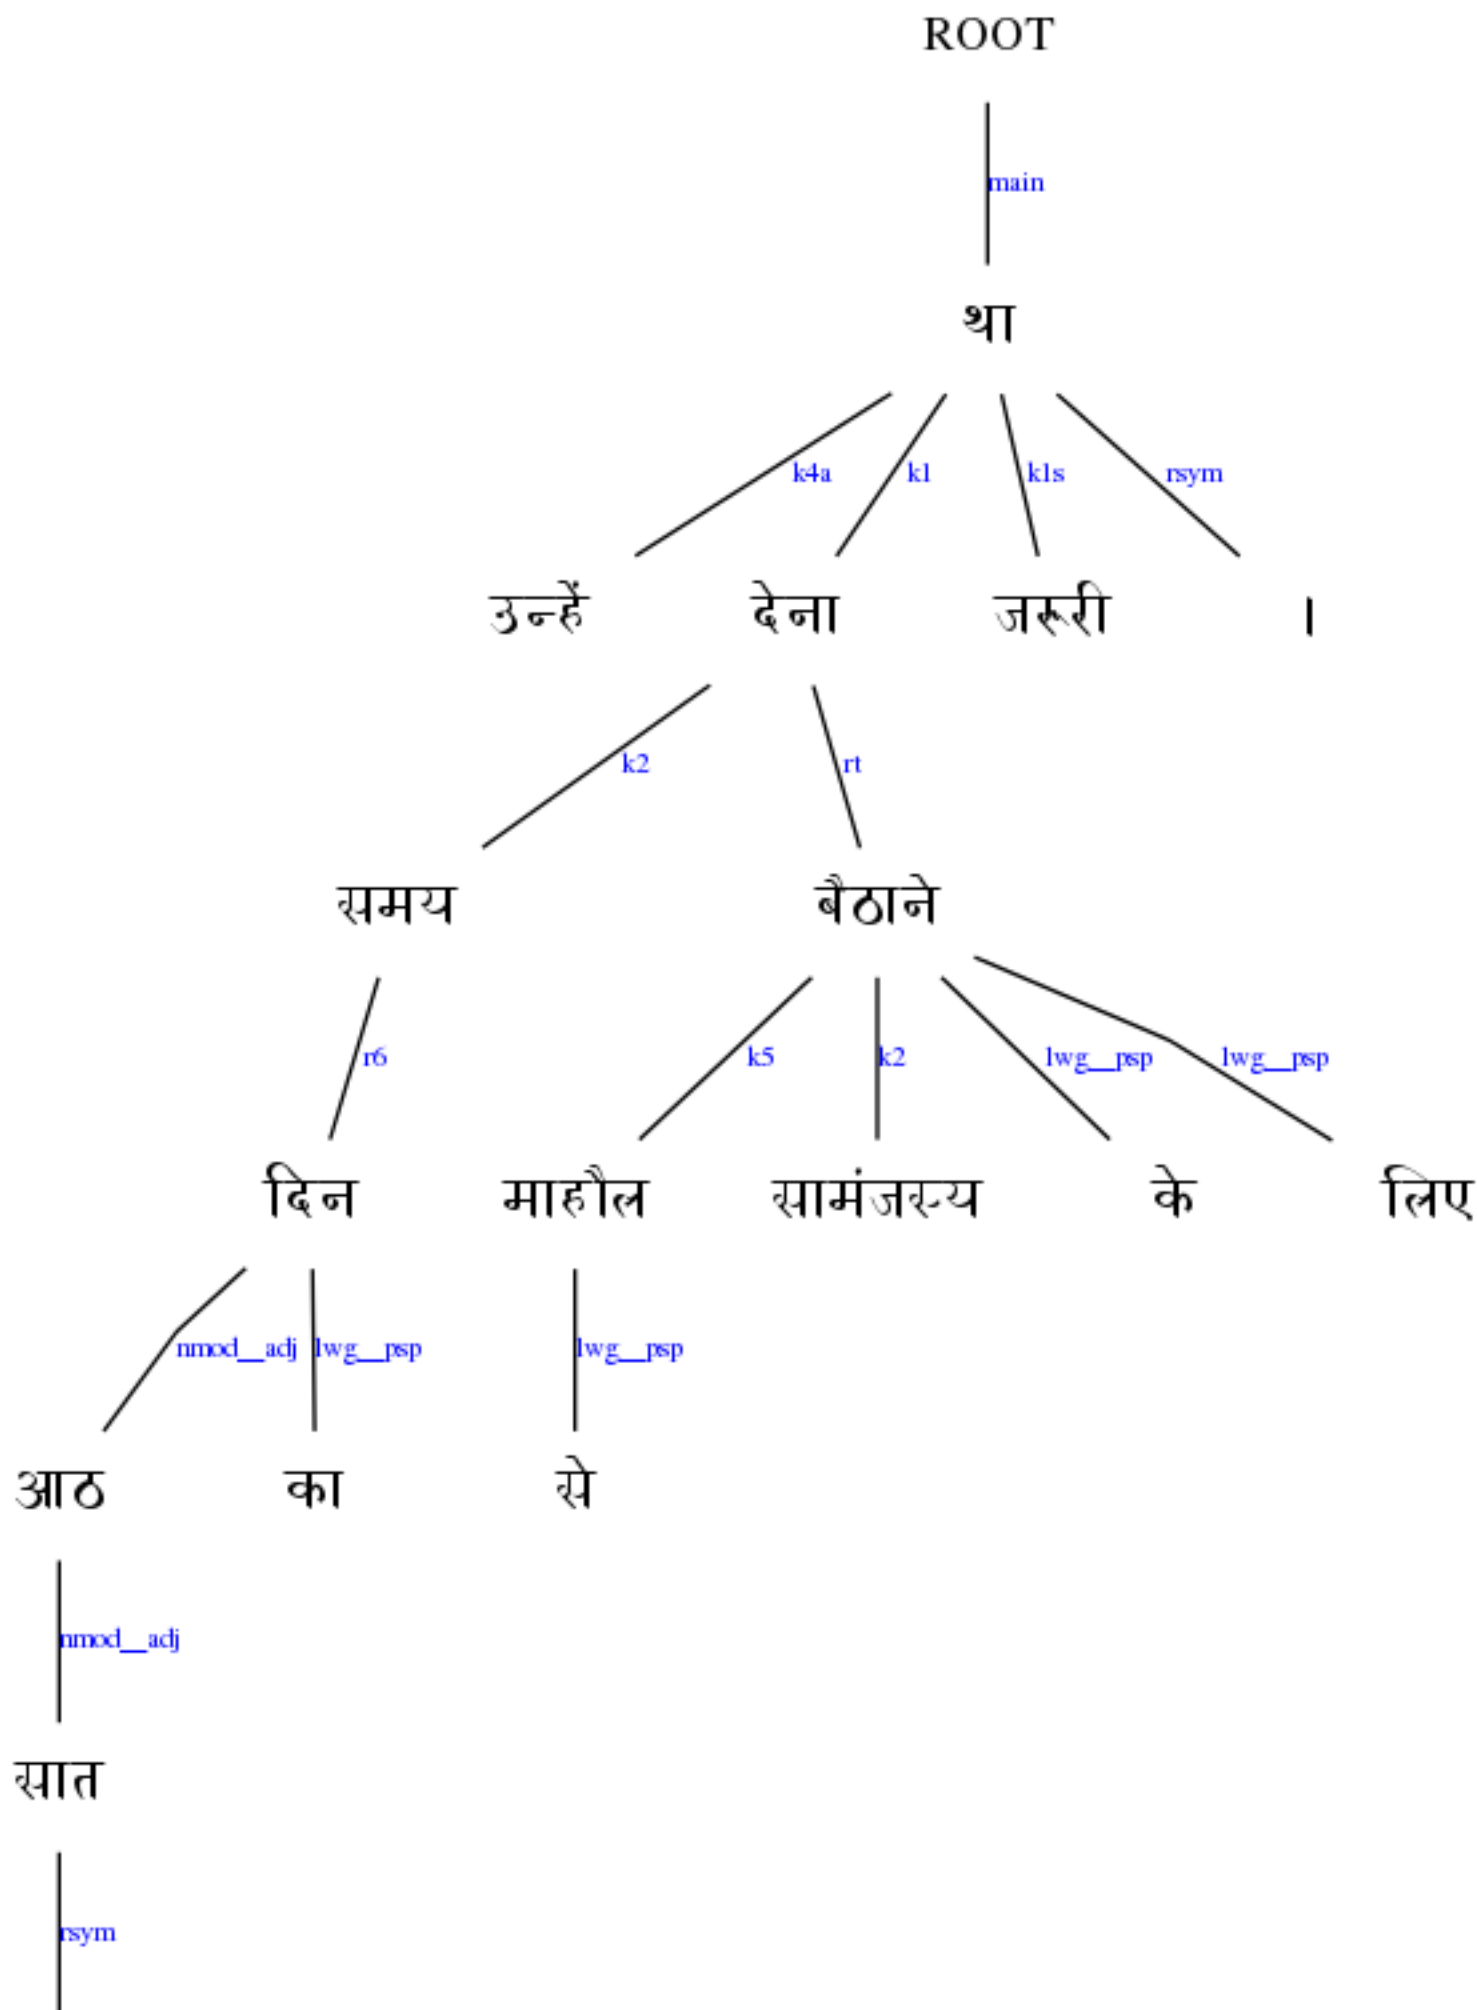 ROOT
main
था
k4a k1 k1s rsym
उन्हें देना जरूरी ।
k2 rt
समय बैठाने
r6 k5 k2 lwg__psp lwg__psp
दिन माहौल सामंजस्य के लिए
nmod__adj lwg__psp lwg__psp
आठ का से
nmod__adj
सात
rsym